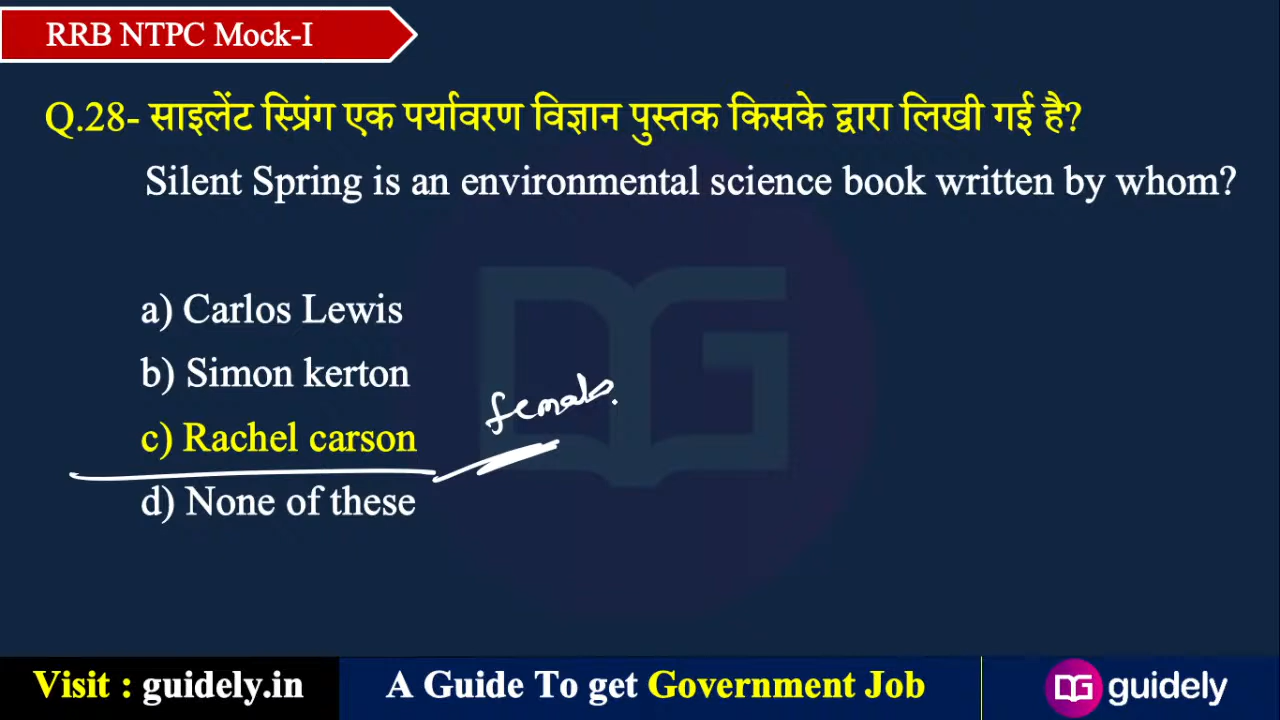 RRB NTPC Mock-I
Q.28- साइलेंट स्प्रिंग एक पर्यावरण विज्ञान पुस्तक किसके द्वारा लिखी गई है?
Silent Spring is an environmental science book written by whom?
a) Carlos Lewis
b) Simon kerton
female.
c) Rachel carson
d) None of these
Visit : guidely.in
A Guide To get Government Job
DG guidely